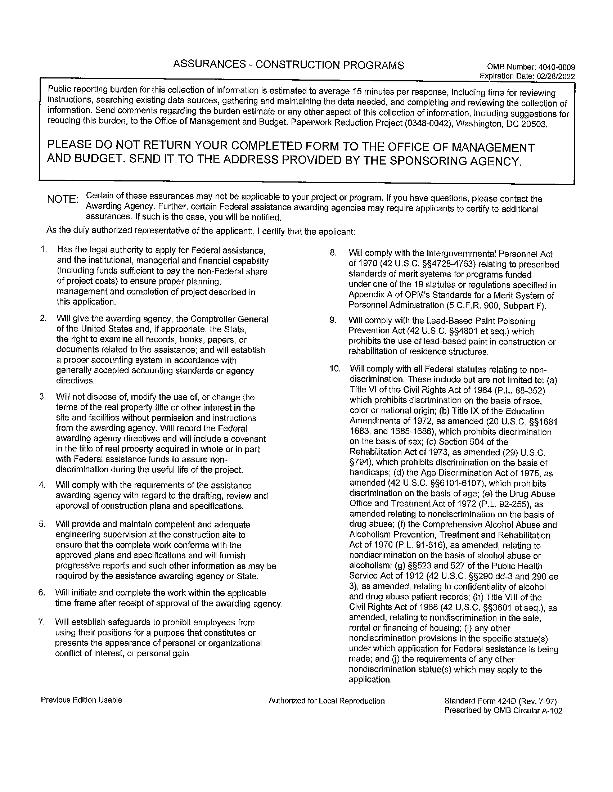 ASSURANCES - CONSTRUCTION PROGRAMS
OMB Number: 4040-0009
Expiration Date: 02/28/2022
Public reporting burden for this collection of information is estimated to average 15 minutes per response, including time for reviewing
instructions, searching existing data sources, gathering and maintaining the data needed, and completing and reviewing the collection of
information. Send comments regarding the burden estimate or any other aspect of this collection of information, including suggestions for
reducing this burden, to the Office of Management and Budget, Paperwork Reduction Project (0348-0042), Washington, DC 20503.
PLEASE DO NOT RETURN YOUR COMPLETED FORM TO THE OFFICE OF MANAGEMENT
AND BUDGET. SEND IT TO THE ADDRESS PROVIDED BY THE SPONSORING AGENCY.
NOTE: Certain of these assurances may not be applicable to your project or program. If you have questions, please contact the
Awarding Agency. Further, certain Federal assistance awarding agencies may require applicants to certify to additional
assurances. If such is the case, you will be notified.
As the duly authorized representative of the applicant:, I certify that the applicant:
1. Has the legal authority to apply for Federal assistance,
and the institutional, managerial and financial capability
(including funds sufficient to pay the non-Federal share
of project costs) to ensure proper planning,
management and completion of project described in
this application.
2. Will give the awarding agency, the Comptroller General
of the United States and, if appropriate, the State,
the right to examine all records, books, papers, or
documents related to the assistance; and will establish
a proper accounting system in accordance with
generally accepted accounting standards or agency
directives.
3. Will not dispose of, modify the use of, or change the
terms of the real property title or other interest in the
site and facilities without permission and instructions
from the awarding agency. Will record the Federal
awarding agency directives and will include a covenant
in the title of real property acquired in whole or in part
with Federal assistance funds to assure non-
discrimination during the useful life of the project.
4. Will comply with the requirements of the assistance
awarding agency with regard to the drafting, review and
approval of construction plans and specifications.
5. Will provide and maintain competent and adequate
engineering supervision at the construction site to
ensure that the complete work conforms with the
approved plans and specifications and will furnish
progressive reports and such other information as may be
required by the assistance awarding agency or State.
6. Will initiate and complete the work within the applicable
time frame after receipt of approval of the awarding agency.
7. Will establish safeguards to prohibit employees from
using their positions for a purpose that constitutes or
presents the appearance of personal or organizational
conflict of interest, or personal gain.
8. Will comply with the Intergovernmental Personnel Act
of 1970 (42 U.S.C. §§4728-4763) relating to prescribed
standards of merit systems for programs funded
under one of the 19 statutes or regulations specified in
Appendix A of OPM's Standards for a Merit System of
Personnel Administration (5 C.F.R. 900, Subpart F).
9. Will comply with the Lead-Based Paint Poisoning
Prevention Act (42 U.S.C. §§4801 et seq.) which
prohibits the use of lead-based paint in construction or
rehabilitation of residence structures.
10. Will comply with all Federal statutes relating to non-
discrimination. These include but are not limited to: (a)
Title VI of the Civil Rights Act of 1964 (P.L. 88-352)
which prohibits discrimination on the basis of race,
color or national origin; (b) Title IX of the Education
Amendments of 1972, as amended (20 U.S.C. §§1681
1683, and 1685-1686), which prohibits discrimination
on the basis of sex; (c) Section 504 of the
Rehabilitation Act of 1973, as amended (29) U.S.C.
§794), which prohibits discrimination on the basis of
handicaps; (d) the Age Discrimination Act of 1975, as
amended (42 U.S.C. §§6101-6107), which prohibits
discrimination on the basis of age; (e) the Drug Abuse
Office and Treatment Act of 1972 (P.L. 92-255), as
amended relating to nondiscrimination on the basis of
drug abuse; (f) the Comprehensive Alcohol Abuse and
Alcoholism Prevention, Treatment and Rehabilitation
Act of 1970 (P.L. 91-616), as amended, relating to
nondiscrimination on the basis of alcohol abuse or
alcoholism; (g) §§523 and 527 of the Public Health
Service Act of 1912 (42 U.S.C. §§290 dd-3 and 290 ee
3), as amended, relating to confidentiality of alcohol
and drug abuse patient records; (h) Title VIII of the
Civil Rights Act of 1968 (42 U.S.C. §§3601 et seq.), as
amended, relating to nondiscrimination in the sale,
rental or financing of housing; (i) any other
nondiscrimination provisions in the specific statue(s)
under which application for Federal assistance is being
made; and (j) the requirements of any other
nondiscrimination statue(s) which may apply to the
application.
Previous Edition Usable
Authorized for Local Reproduction
Standard Form 424D (Rev. 7-97)
Prescribed by OMB Circular A-102